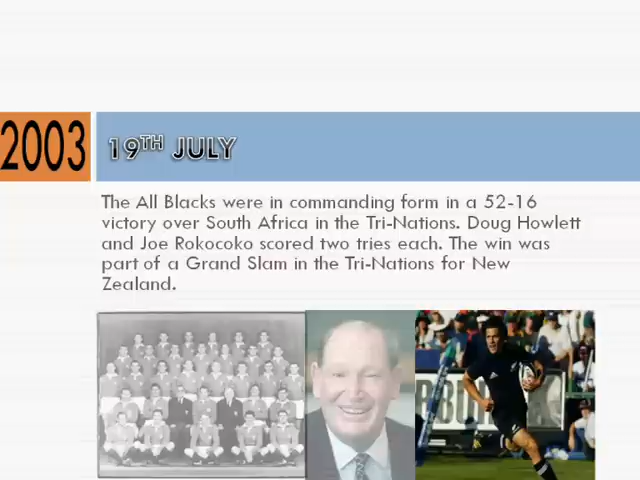 2003
19TH JULY
The All Blacks were in commanding form in a 52-16
victory over South Africa in the Tri-Nations. Doug Howlett
and Joe Rokocoko scored two tries each. The win was
part of a Grand Slam in the Tri-Nations for New
Zealand.